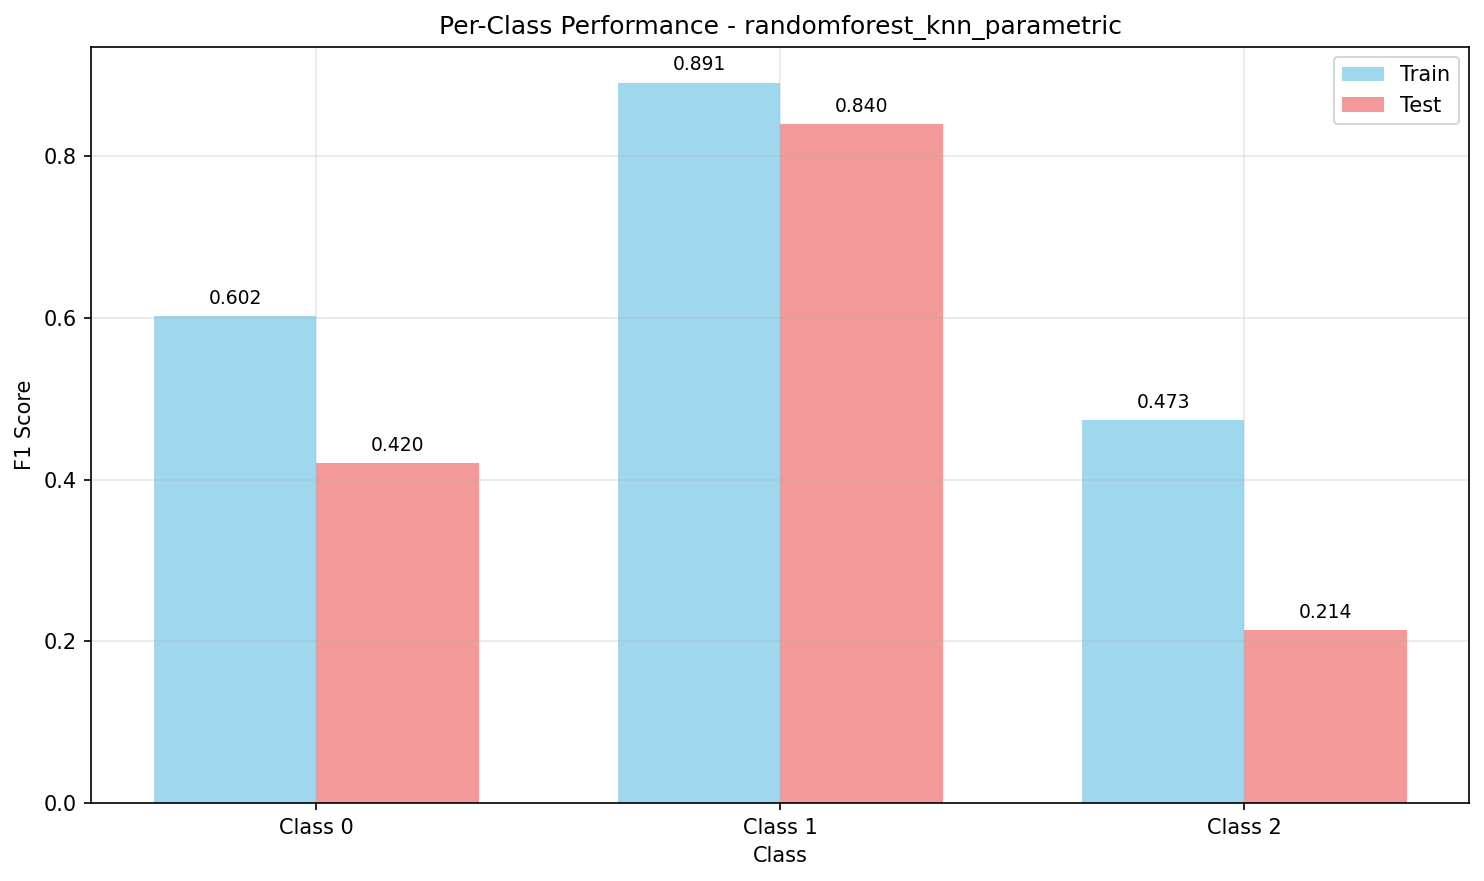 Per-Class Performance - randomforest_knn_parametric
Train
Test
0.891
0.840
0.602
0.420
0.473
0.214
F1 Score
0.8
0.6
0.4
0.2
0.0
Class 0
Class 1
Class 2
Class